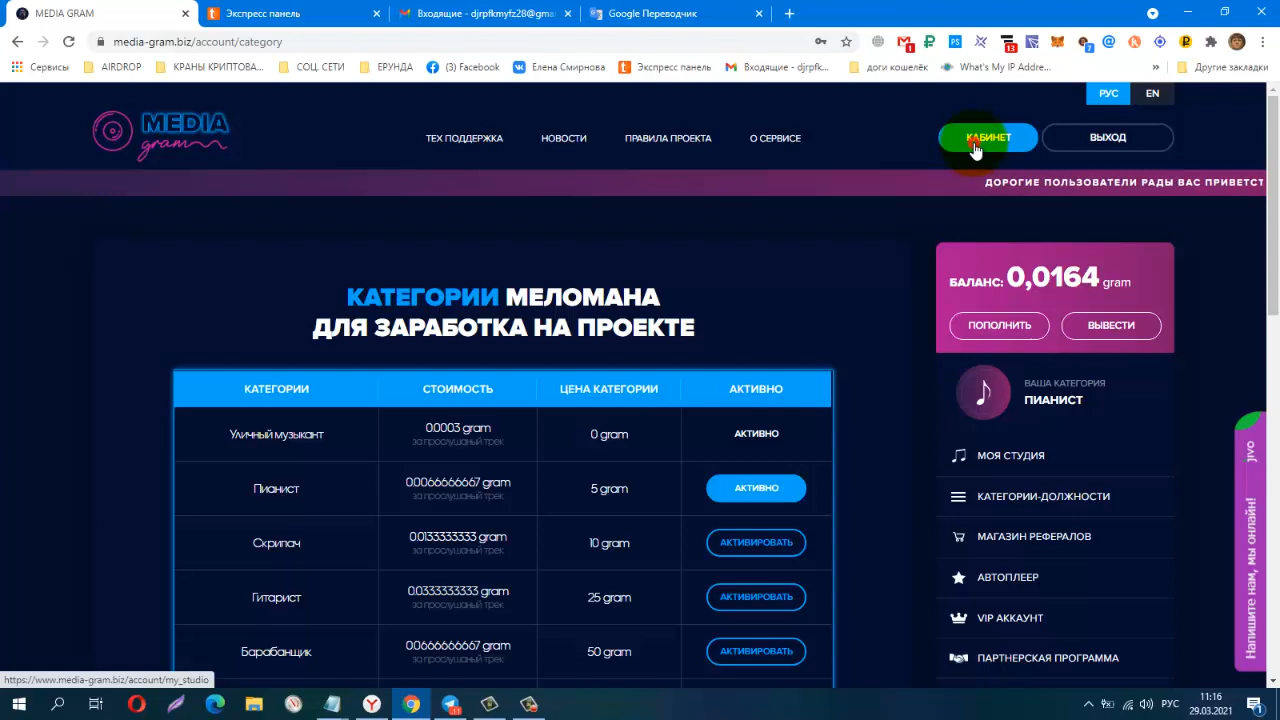 MEDIA GRAM
Экспресс панель
Входящие - djrpfkmyfz28@gmai
Google Переводчик
media-gram.biz/account/category
Сервисы
AIRDROP
КРАНЫ КРИПТОВА...
СОЦ. СЕТИ
ЕРУНДА
(3) Facebook
Елена Смирнова
Экспресс панель
Входящие - djrpfk...
доги кошелёк
What's My IP Addre...
Другие закладки
РУС
EN
MEDIA
gram
ТЕХ ПОДДЕРЖКА
НОВОСТИ
ПРАВИЛА ПРОЕКТА
О СЕРВИСЕ
КАБИНЕТ
ВЫХОД
ДОРОГИЕ ПОЛЬЗОВАТЕЛИ РАДЫ ВАС ПРИВЕТСТ
КАТЕГОРИИ МЕЛОМАНА
ДЛЯ ЗАРАБОТКА НА ПРОЕКТЕ
КАТЕГОРИИ
СТОИМОСТЬ
ЦЕНА КАТЕГОРИИ
АКТИВНО
Уличный музыкант
0.0003 gram
за прослушаный трек
0 gram
АКТИВНО
Пианист
0.0066666667 gram
за прослушаный трек
5 gram
АКТИВНО
Скрипач
0.0133333333 gram
за прослушаный трек
10 gram
АКТИВИРОВАТЬ
Гитарист
0.0333333333 gram
за прослушаный трек
25 gram
АКТИВИРОВАТЬ
Барабанщик
0.0666666667 gram
за прослушаный трек
50 gram
АКТИВИРОВАТЬ
БАЛАНС: 0,0164 gram
ПОПОЛНИТЬ
ВЫВЕСТИ
ВАША КАТЕГОРИЯ
ПИАНИСТ
МОЯ СТУДИЯ
КАТЕГОРИИ-ДОЛЖНОСТИ
МАГАЗИН РЕФЕРАЛОВ
АВТОПЛЕЕР
VIP АККАУНТ
ПАРТНЕРСКАЯ ПРОГРАММА
Напишите нам, мы онлайн!
jivo
https://www.media-gram.biz/account/my_studio
РУС
11:16
29.03.2021